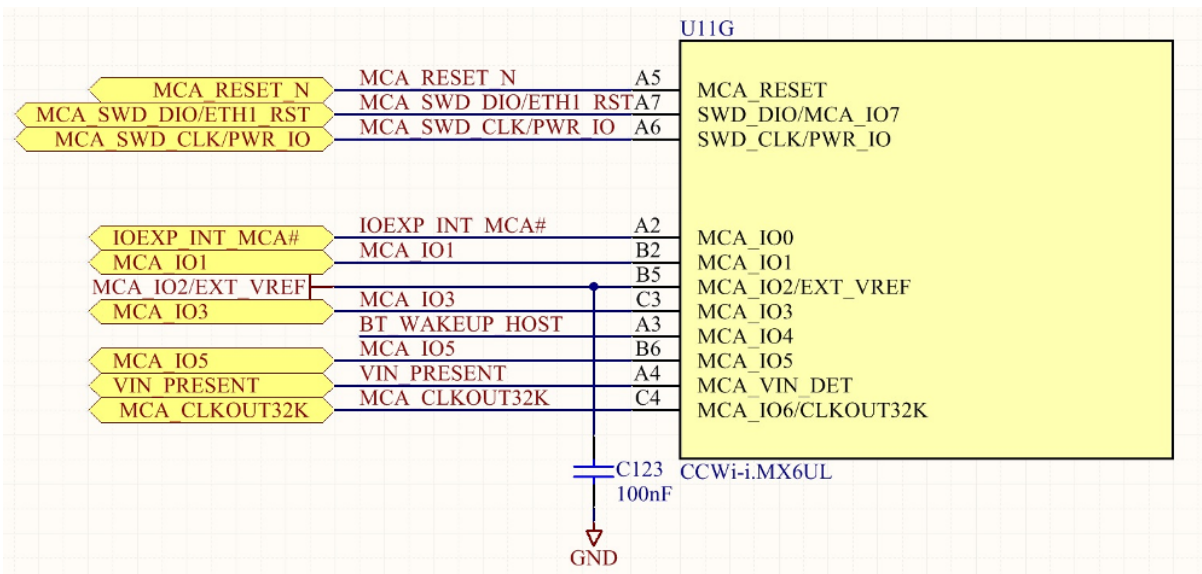 U11G
MCA_RESET_N MCA_RESET_N A5 MCA_RESET
MCA_SWD_DIO/ETH1_RST MCA_SWD_DIO/ETH1_RST A7 SWD_DIO/MCA_IO7
MCA_SWD_CLK/PWR_IO MCA_SWD_CLK/PWR_IO A6 SWD_CLK/PWR_IO
IOEXP_INT_MCA# IOEXP_INT_MCA# A2 MCA_IO0
MCA_IO1 MCA_IO1 B2 MCA_IO1
MCA_IO2/EXT_VREF B5 MCA_IO2/EXT_VREF
MCA_IO3 MCA_IO3 C3 MCA_IO3
BT_WAKEUP_HOST A3 MCA_IO4
MCA_IO5 MCA_IO5 B6 MCA_IO5
VIN_PRESENT VIN_PRESENT A4 MCA_VIN_DET
MCA_CLKOUT32K MCA_CLKOUT32K C4 MCA_IO6/CLKOUT32K
C123 CCWi-i.MX6UL
100nF
GND